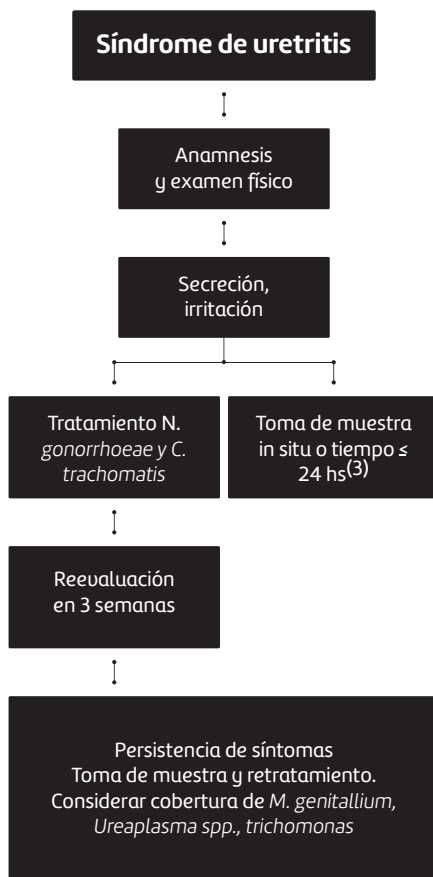 Síndrome de uretritis
Anamnesis
y examen físico
Secreción,
irritación
Tratamiento N.
gonorrhoeae y C.
trachomatis
Toma de muestra
in situ o tiempo ≤
24 hs(3)
Reevaluación
en 3 semanas
Persistencia de síntomas
Toma de muestra y retratamiento.
Considerar cobertura de M. genitallium,
Ureaplasma spp., trichomonas